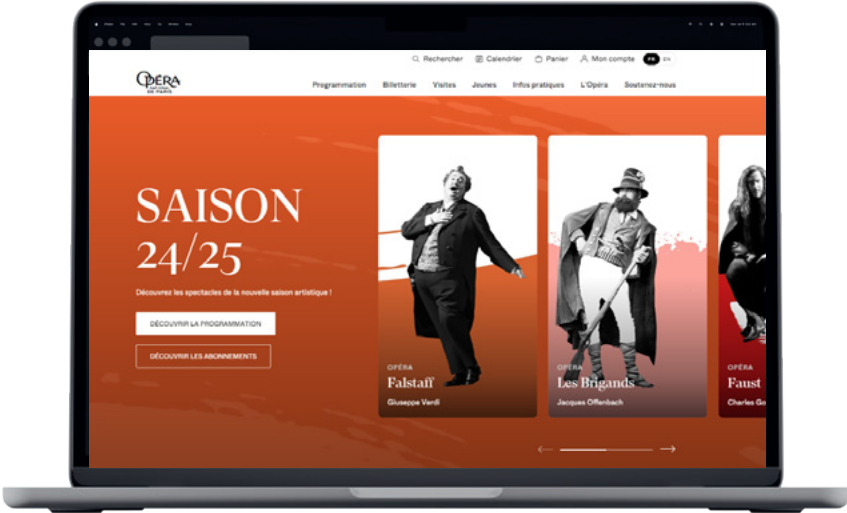 Rechercher
Calendrier
Panier
Mon compte
FR
EN
OPÉRA
NATIONAL
DE PARIS
Programmation
Billetterie
Visites
Jeunes
Infos pratiques
L'Opéra
Soutenez-nous
SAISON
24/25
Découvrez les spectacles de la nouvelle saison artistique !
DÉCOUVRIR LA PROGRAMMATION
DÉCOUVRIR LES ABONNEMENTS
OPÉRA
Falstaff
Giuseppe Verdi
OPÉRA
Les Brigands
Jacques Offenbach
OPÉRA
Faust
Charles Go